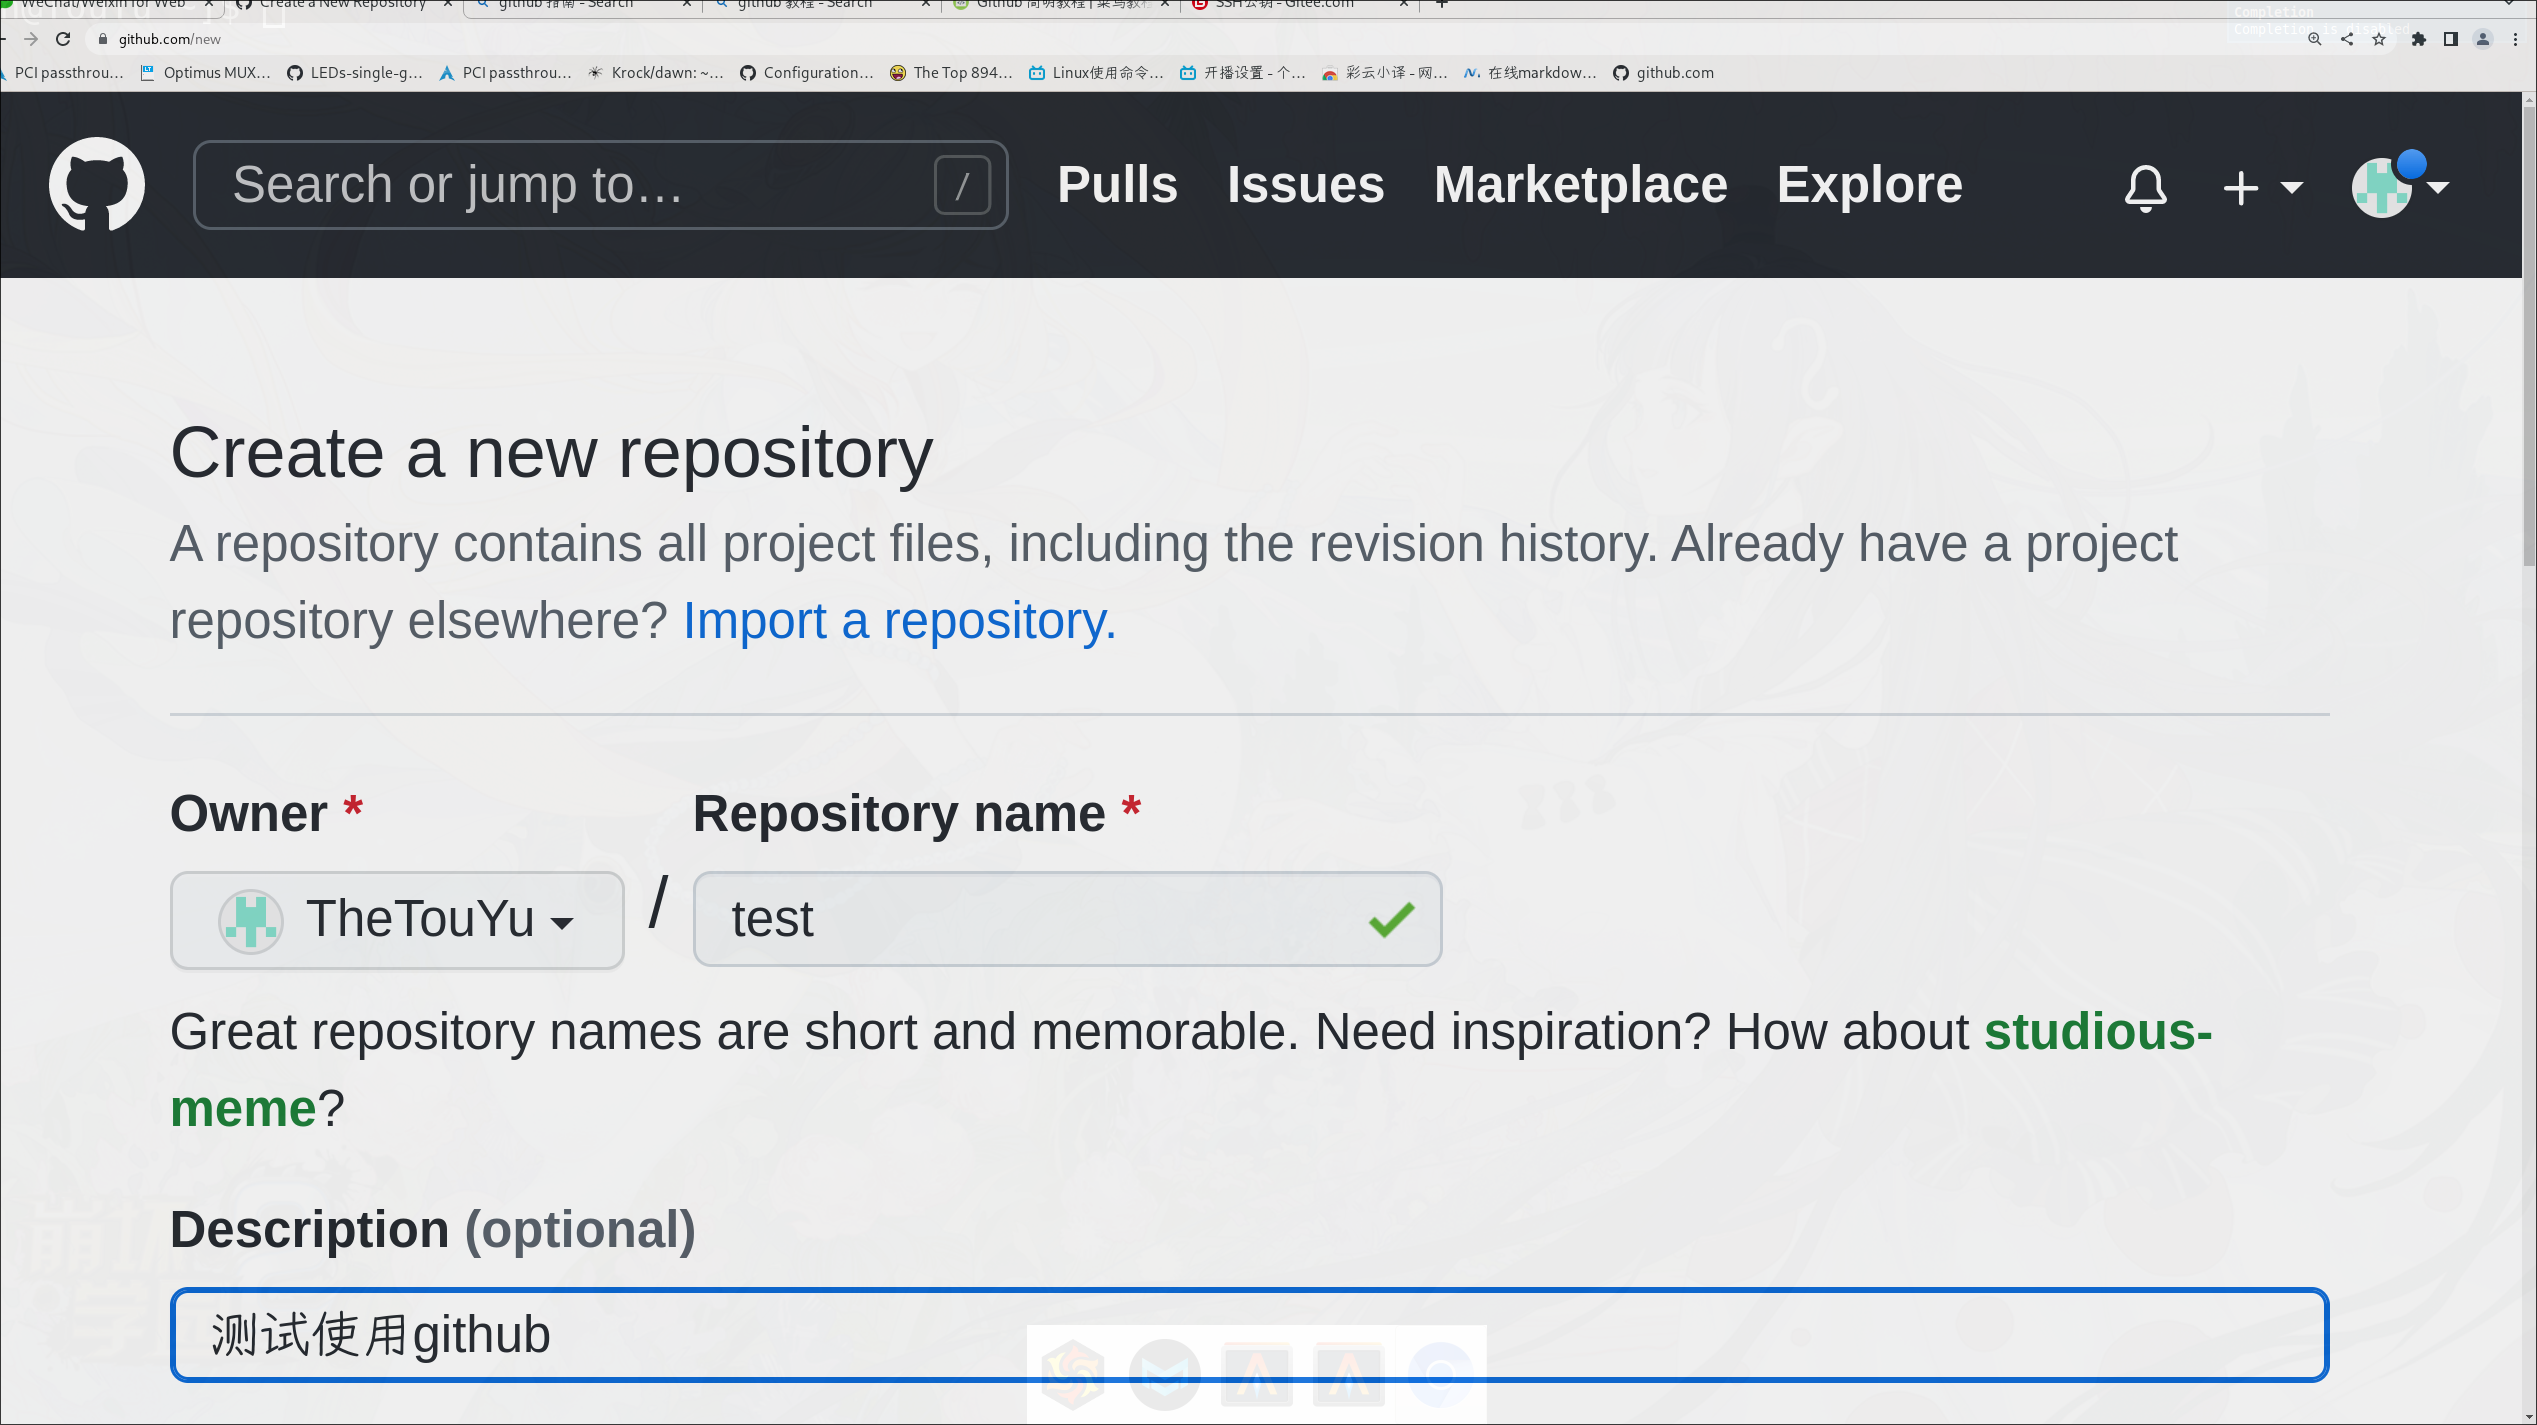 WeChat/Weixin for Web
Create a New Repository
github 指南 - Search
github 教程 - Search
Github 简明教程 | 菜鸟教程
SSH公钥 - Gitee.com
Completion
github.com/new
PCI passthrou…
Optimus MUX…
LEDs-single-g…
PCI passthrou…
Krock/dawn: ~…
Configuration…
The Top 894…
Linux使用命令…
开播设置 - 个…
彩云小译 - 网…
在线markdow…
github.com
Search or jump to…
/
Pulls
Issues
Marketplace
Explore
Create a new repository
A repository contains all project files, including the revision history. Already have a project
repository elsewhere? Import a repository.
Owner *
Repository name *
TheTouYu
/
test
Great repository names are short and memorable. Need inspiration? How about studious-
meme?
Description (optional)
测试使用github